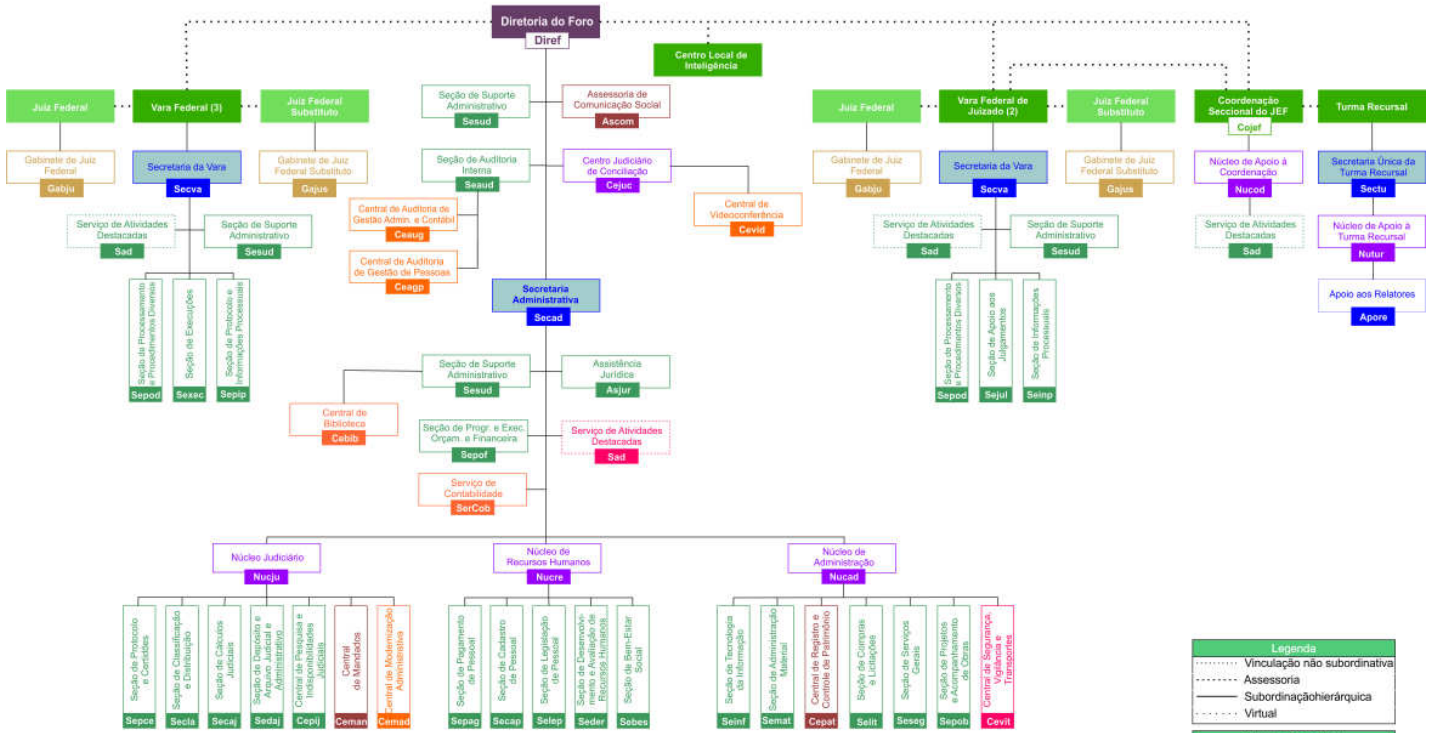 Diretoria do Foro
Diref
Centro Local de
Inteligência
Juiz Federal
Vara Federal (3)
Juiz Federal
Substituto
Gabinete de Juiz
Federal
Gabju
Secretaria da Vara
Secva
Gabinete de Juiz
Federal Substituto
Gajus
Serviço de Atividades
Destacadas
Sad
Seção de Suporte
Administrativo
Sesud
Seção de Processamento
e Procedimentos Diversos
Sepod
Seção de Execuções
Sexec
Seção de Protocolo e
Informações Processuais
Sepip
Seção de Suporte
Administrativo
Sesud
Assessoria de
Comunicação Social
Ascom
Seção de Auditoria
Interna
Seaud
Centro Judiciário
de Conciliação
Cejuc
Central de Auditoria de
Gestão Admin. e Contábil
Ceaug
Central de
Videoconferência
Cevid
Central de Auditoria
de Gestão de Pessoas
Ceagp
Secretaria
Administrativa
Secad
Seção de Suporte
Administrativo
Sesud
Assistência
Jurídica
Asjur
Central de
Biblioteca
Cebib
Seção de Progr. e Exec.
Orçam. e Financeira
Sepof
Serviço de Atividades
Destacadas
Sad
Serviço de
Contabilidade
SerCob
Juiz Federal
Vara Federal de
Juizado (2)
Juiz Federal
Substituto
Coordenação
Seccional do JEF
Cojef
Turma Recursal
Gabinete de Juiz
Federal
Gabju
Secretaria da Vara
Secva
Gabinete de Juiz
Federal Substituto
Gajus
Núcleo de Apoio à
Coordenação
Nucod
Secretaria Única da
Turma Recursal
Sectu
Serviço de Atividades
Destacadas
Sad
Seção de Suporte
Administrativo
Sesud
Serviço de Atividades
Destacadas
Sad
Núcleo de Apoio à
Turma Recursal
Nutur
Apoio aos Relatores
Apore
Seção de Processamento
e Procedimentos Diversos
Sepod
Seção de Apoio aos
Julgamentos
Sejul
Seção de Informações
Processuais
Seinp
Núcleo Judiciário
Nucju
Núcleo de
Recursos Humanos
Nucre
Núcleo de
Administração
Nucad
Seção de Protocolo
e Certidões
Sepce
Seção de Classificação
e Distribuição
Secla
Seção de Cálculos
Judiciais
Secaj
Seção de Depósito e
Arquivo Judicial e
Administrativo
Sedaj
Central de Pesquisa e
Indisponibilidades
Judiciais
Cepij
Central
de Mandados
Ceman
Central de Modernização
Administrativa
Cemad
Seção de Pagamento
de Pessoal
Sepag
Seção de Cadastro
de Pessoal
Secap
Seção de Legislação
de Pessoal
Selep
Seção de Desenvolvi-
mento e Avaliação de
Recursos Humanos
Seder
Seção de Bem-Estar
Social
Sebes
Seção de Tecnologia
da Informação
Seinf
Seção de Administração
Material
Semat
Central de Registro e
Controle de Patrimônio
Cepat
Seção de Compras
e Licitações
Selit
Seção de Serviços
Gerais
Seseg
Seção de Projetos
e Acompanhamento
de Obras
Sepob
Central de Segurança,
Vigilância e
Transportes
Cevit
Legenda
Vinculação não subordinativa
Assessoria
Subordinaçãohierárquica
Virtual